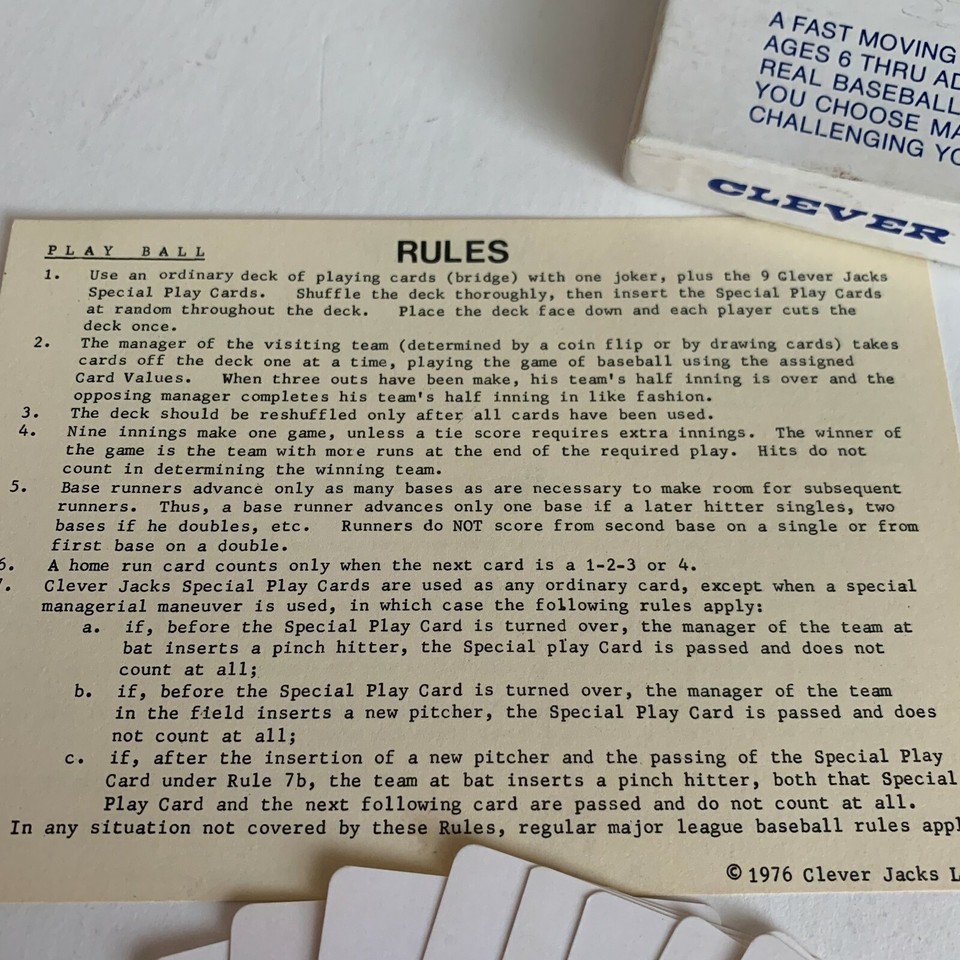 A FAST MOVING
AGES 6 THRU
REAL BASEBALL
YOU CHOOSE
CHALLENGING
CLEVER
PLAY BALL
RULES
1. Use an ordinary deck of playing cards (bridge) with one joker, plus the 9 Clever Jacks
Special Play Cards. Shuffle the deck thoroughly, then insert the Special Play Cards
at random throughout the deck. Place the deck face down and each player cuts the
deck once.
2. The manager of the visiting team (determined by a coin flip or by drawing cards) takes
cards off the deck one at a time, playing the game of baseball using the assigned
Card Values. When three outs have been make, his team's half inning is over and the
opposing manager completes his team's half inning in like fashion.
3. The deck should be reshuffled only after all cards have been used.
4. Nine innings make one game, unless a tie score requires extra innings. The winner of
the game is the team with more runs at the end of the required play. Hits do not
count in determining the winning team.
5. Base runners advance only as many bases as are necessary to make room for subsequent
runners. Thus, a base runner advances only one base if a later hitter singles, two
bases if he doubles, etc. Runners do NOT score from second base on a single or from
first base on a double.
6. A home run card counts only when the next card is a 1-2-3 or 4.
. Clever Jacks Special Play Cards are used as any ordinary card, except when a special
managerial maneuver is used, in which case the following rules apply:
a. if, before the Special Play Card is turned over, the manager of the team at
bat inserts a pinch hitter, the Special play Card is passed and does not
count at all;
b. if, before the Special Play Card is turned over, the manager of the team
in the field inserts a new pitcher, the Special Play Card is passed and does
not count at all;
c. if, after the insertion of a new pitcher and the passing of the Special Play
Card under Rule 7b, the team at bat inserts a pinch hitter, both that Special
Play Card and the next following card are passed and do not count at all.
In any situation not covered by these Rules, regular major league baseball rules
© 1976 Clever Jacks